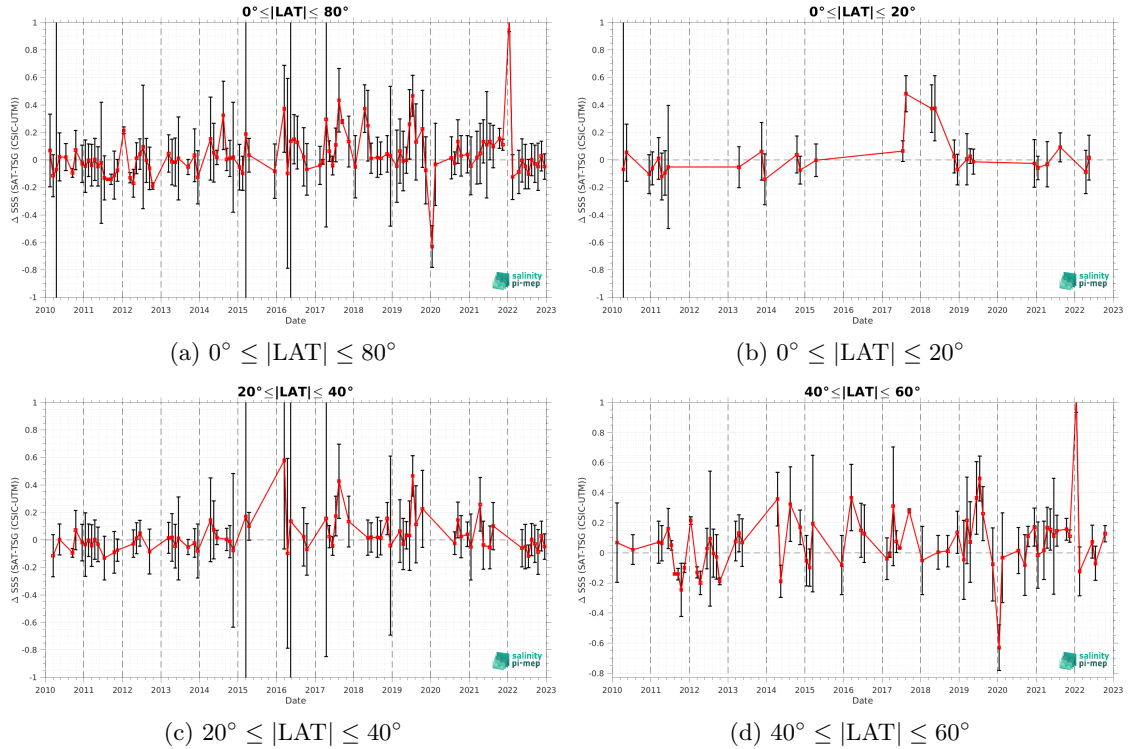 0°≤|LAT|≤ 80°
Δ SSS (SAT-TSG (CSIC-UTM))
1
0.8
0.6
0.4
0.2
0
-0.2
-0.4
-0.6
-0.8
-1
2010 2011 2012 2013 2014 2015 2016 2017 2018 2019 2020 2021 2022 2023
Date
salinity
pi-mep
(a) 0° ≤ |LAT| ≤ 80°
0°≤|LAT|≤ 20°
Δ SSS (SAT-TSG (CSIC-UTM))
1
0.8
0.6
0.4
0.2
0
-0.2
-0.4
-0.6
-0.8
-1
2010 2011 2012 2013 2014 2015 2016 2017 2018 2019 2020 2021 2022 2023
Date
salinity
pi-mep
(b) 0° ≤ |LAT| ≤ 20°
20°≤|LAT|≤ 40°
Δ SSS (SAT-TSG (CSIC-UTM))
1
0.8
0.6
0.4
0.2
0
-0.2
-0.4
-0.6
-0.8
-1
2010 2011 2012 2013 2014 2015 2016 2017 2018 2019 2020 2021 2022 2023
Date
salinity
pi-mep
(c) 20° ≤ |LAT| ≤ 40°
40°≤|LAT|≤ 60°
Δ SSS (SAT-TSG (CSIC-UTM))
1
0.8
0.6
0.4
0.2
0
-0.2
-0.4
-0.6
-0.8
2010 2011 2012 2013 2014 2015 2016 2017 2018 2019 2020 2021 2022 2023
Date
salinity
pi-mep
(d) 40° ≤ |LAT| ≤ 60°